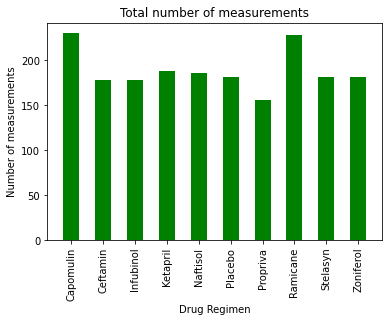 Total number of measurements
Number of measurements
200
150
100
50
0
Capomulin
Ceftamin
Infubinol
Ketapril
Naftisol
Placebo
Propriva
Ramicane
Stelasyn
Zoniferol
Drug Regimen